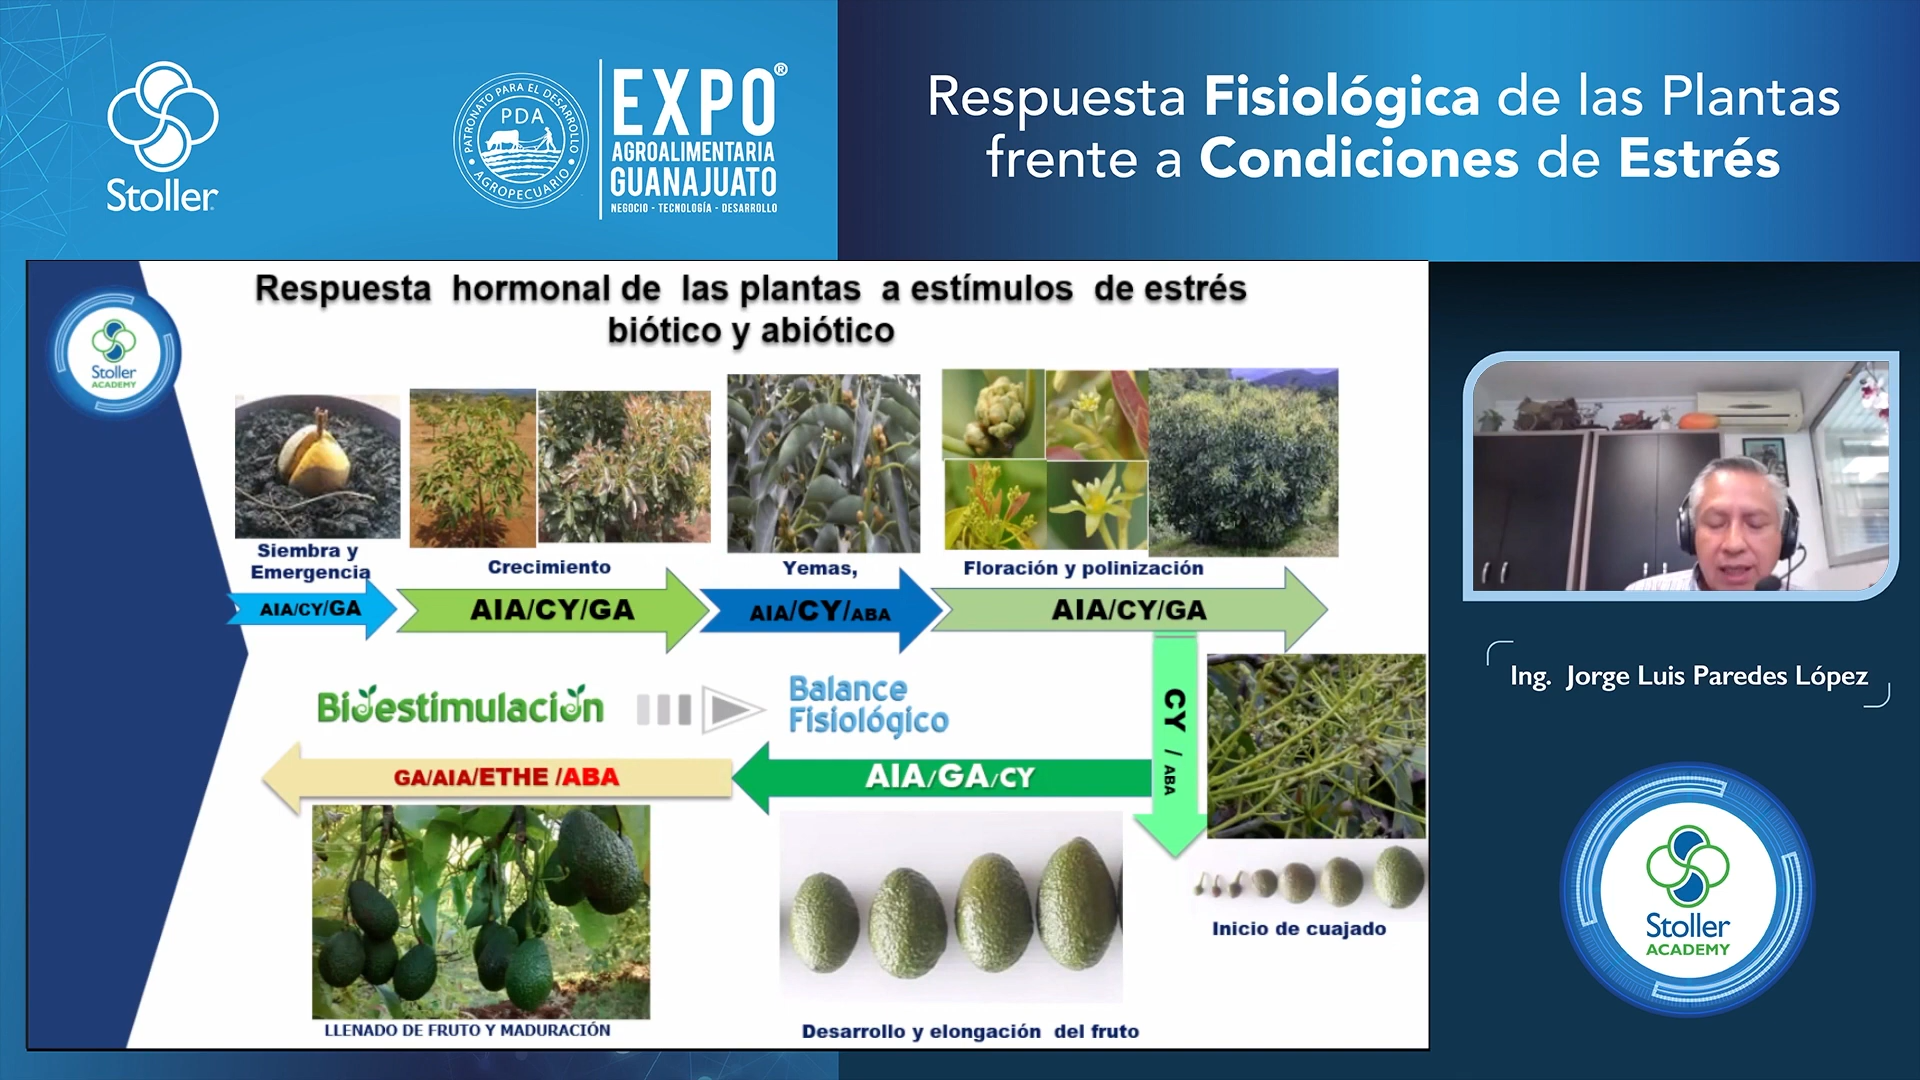 Stoller
PATRONATO PARA EL DESARROLLO
PDA
AGROPECUARIO
EXPO®
AGROALIMENTARIA
GUANAJUATO
NEGOCIO - TECNOLOGÍA - DESARROLLO
Respuesta Fisiológica de las Plantas
frente a Condiciones de Estrés
Stoller
ACADEMY
Respuesta hormonal de las plantas a estímulos de estrés
biótico y abiótico
Siembra y
Emergencia
Crecimiento
Yemas,
Floración y polinización
AIA/CY/GA
AIA/CY/GA
AIA/CY/ABA
AIA/CY/GA
Bioestimulación
Balance
Fisiológico
CY / ABA
GA/AIA/ETHE /ABA
AIA/GA/CY
Inicio de cuajado
LLENADO DE FRUTO Y MADURACIÓN
Desarrollo y elongación del fruto
Ing. Jorge Luis Paredes López
Stoller
ACADEMY